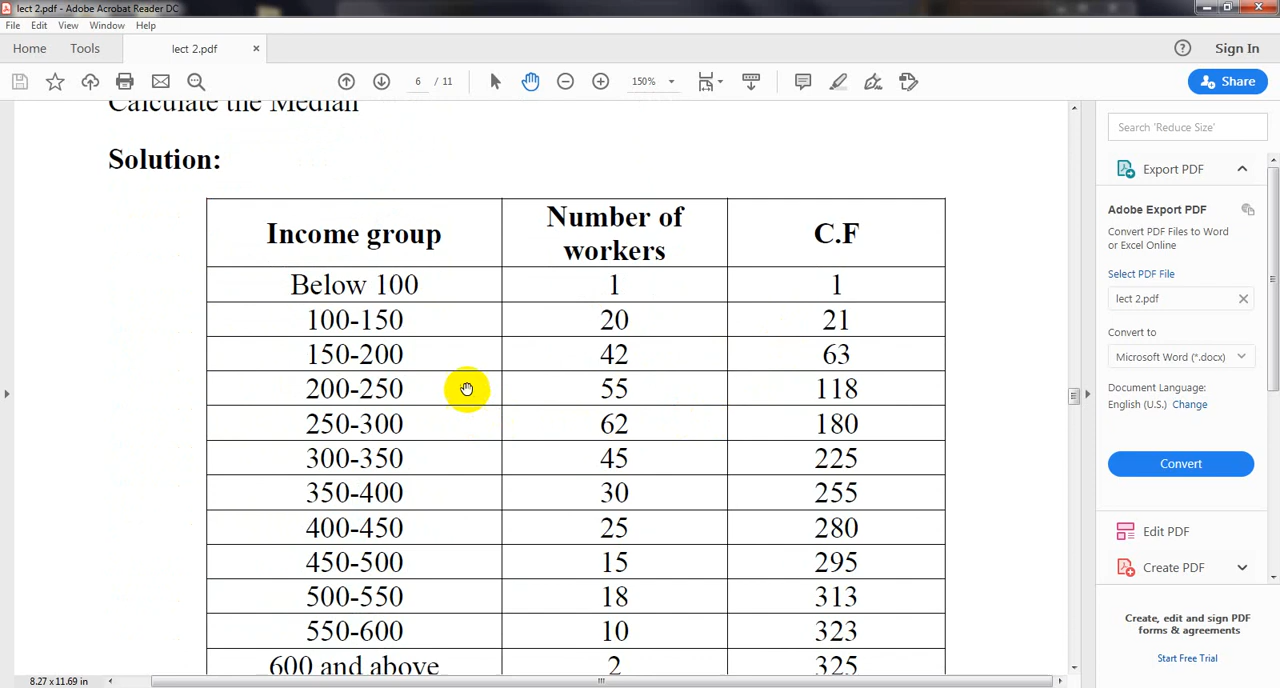 lect 2.pdf - Adobe Acrobat Reader DC
File Edit View Window Help
Home Tools lect 2.pdf × Sign In
6 / 11 150% Share
Calculate the Median
Solution:
Income group Number of workers C.F
Below 100 1 1
100-150 20 21
150-200 42 63
200-250 55 118
250-300 62 180
300-350 45 225
350-400 30 255
400-450 25 280
450-500 15 295
500-550 18 313
550-600 10 323
600 and above 2 325
8.27 x 11.69 in
Search 'Reduce Size'
Export PDF
Adobe Export PDF
Convert PDF Files to Word
or Excel Online
Select PDF File
lect 2.pdf
Convert to
Microsoft Word (*.docx)
Document Language:
English (U.S.) Change
Convert
Edit PDF
Create PDF
Create, edit and sign PDF
forms & agreements
Start Free Trial